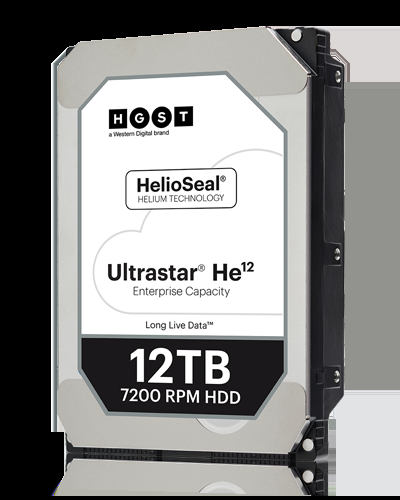 HGST
a Western Digital brand
HelioSeal®
HELIUM TECHNOLOGY
Ultrastar® He¹²
Enterprise Capacity
Long Live Data™
12TB
7200 RPM HDD